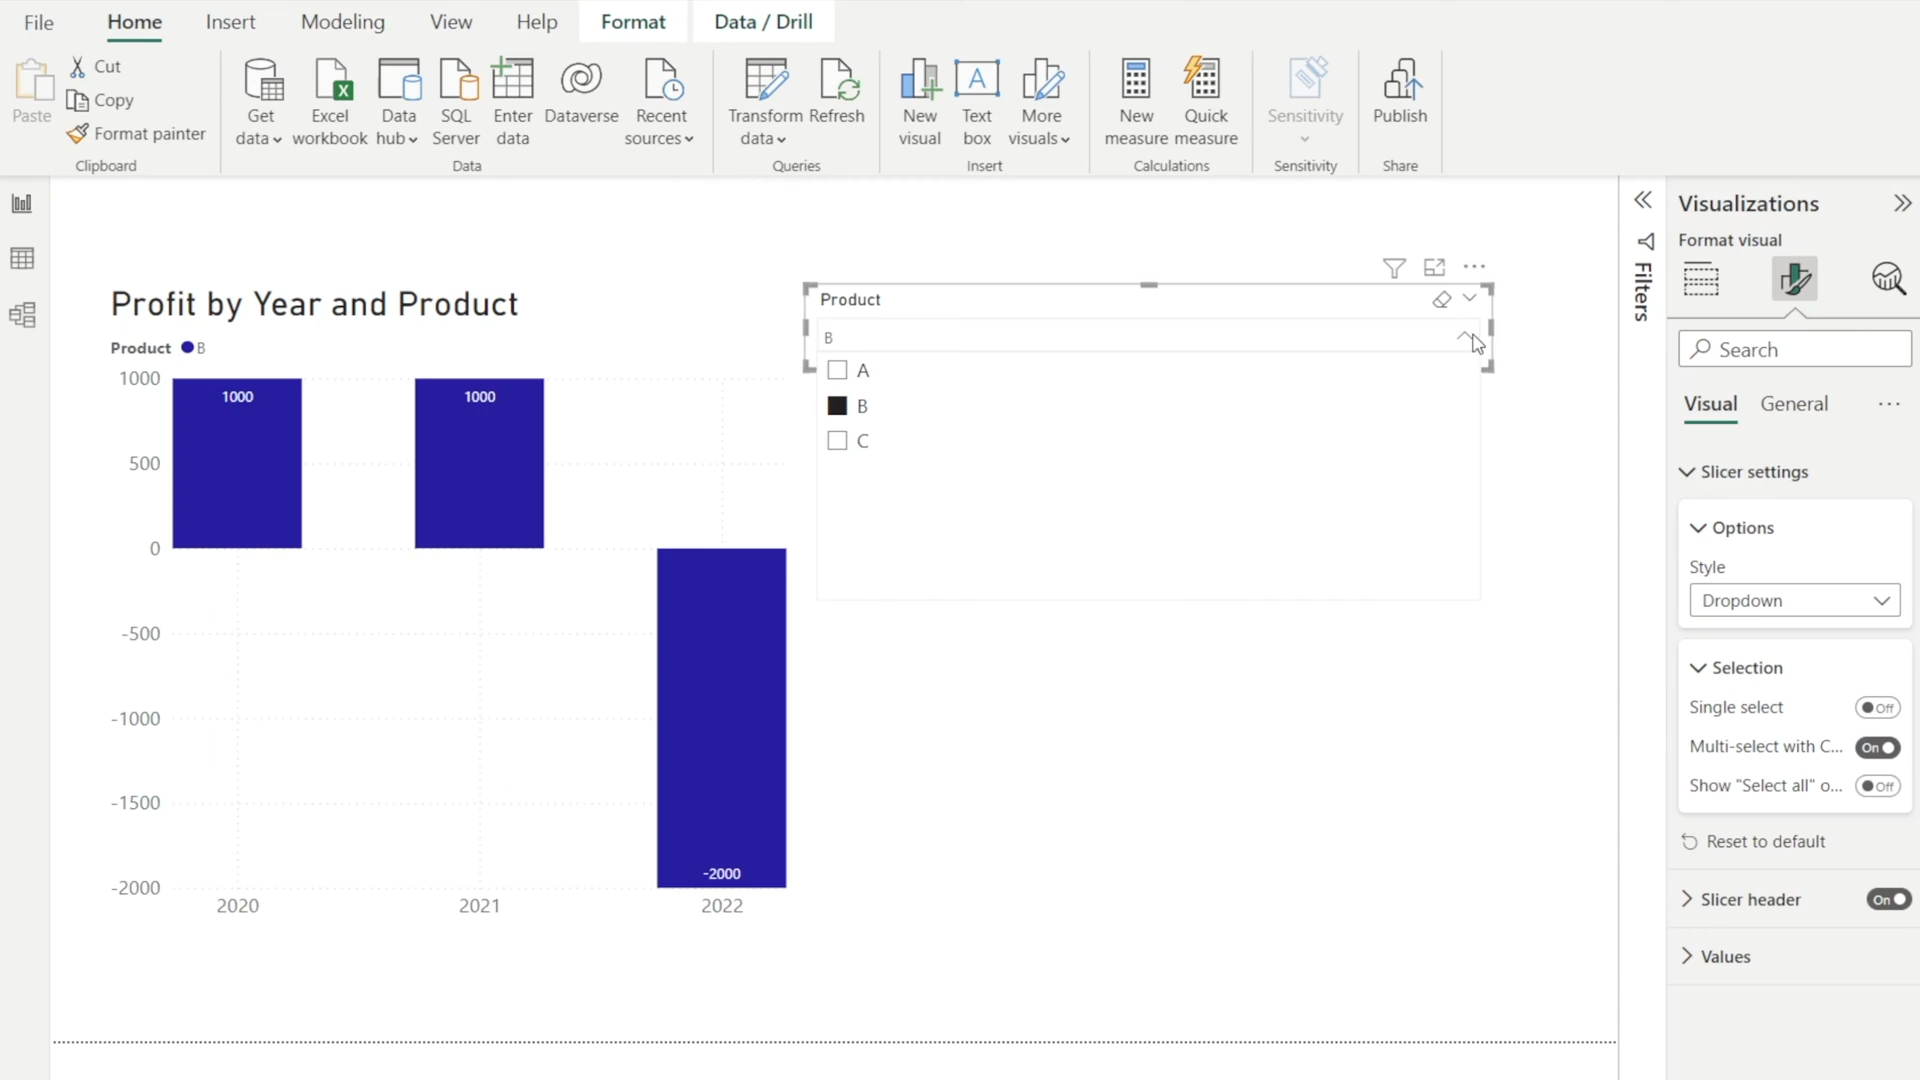 File Home Insert Modeling View Help Format Data / Drill
Paste
Cut
Copy
Format painter
Clipboard
Get data
Excel workbook
Data hub
SQL Server
Enter data
Dataverse
Recent sources
Data
Transform data
Refresh
Queries
New visual
Text box
More visuals
Insert
New measure
Quick measure
Calculations
Sensitivity
Sensitivity
Publish
Share
Profit by Year and Product
Product B
1000
500
0
-500
-1000
-1500
-2000
1000
1000
-2000
2020 2021 2022
Product
B
A
B
C
Filters
Visualizations
Format visual
Search
Visual General
Slicer settings
Options
Style
Dropdown
Selection
Single select Off
Multi-select with C... On
Show "Select all" o... Off
Reset to default
Slicer header On
Values